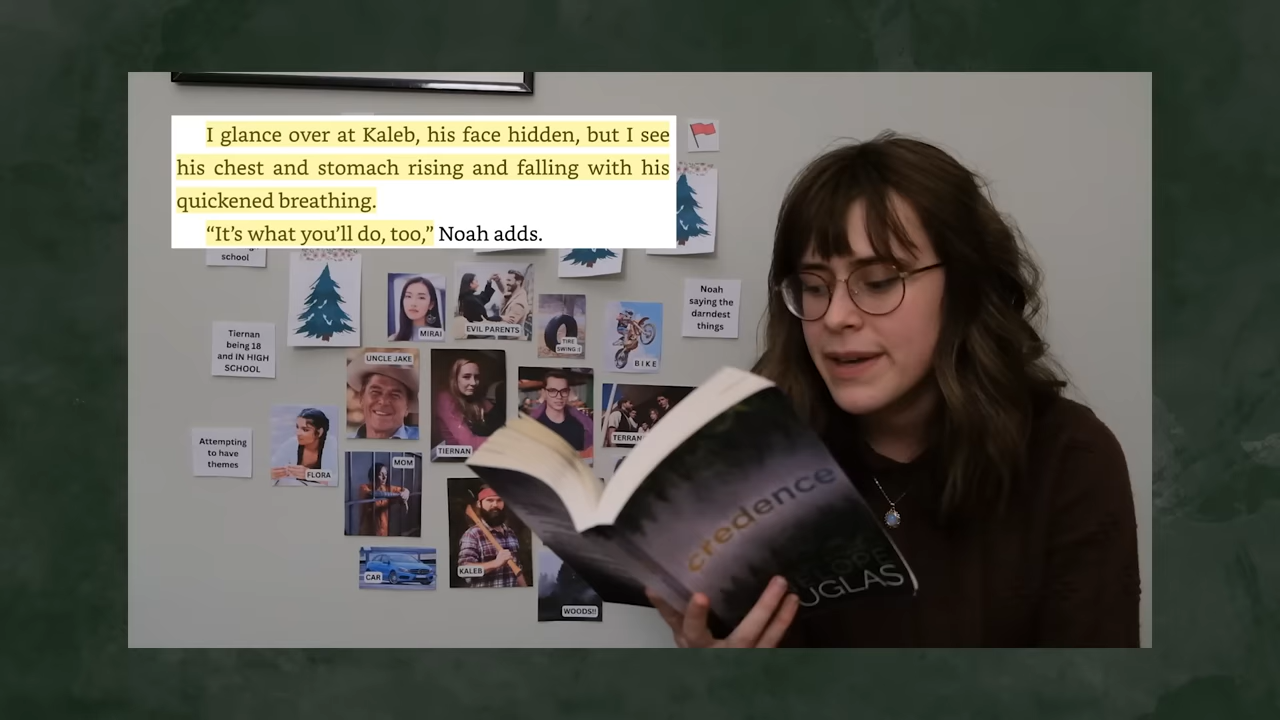 I glance over at Kaleb, his face hidden, but I see
his chest and stomach rising and falling with his
quickened breathing.
“It’s what you’ll do, too,” Noah adds.
school
Tiernan
being 18
and IN HIGH
SCHOOL
Attempting
to have
themes
MIRAI
EVIL PARENTS
TIRE
SWING !!
BIKE
Noah
saying the
darndest
things
UNCLE JAKE
TIERNAN
FLORA
MOM
KALEB
CAR
WOODS!!
credence
UGLAS